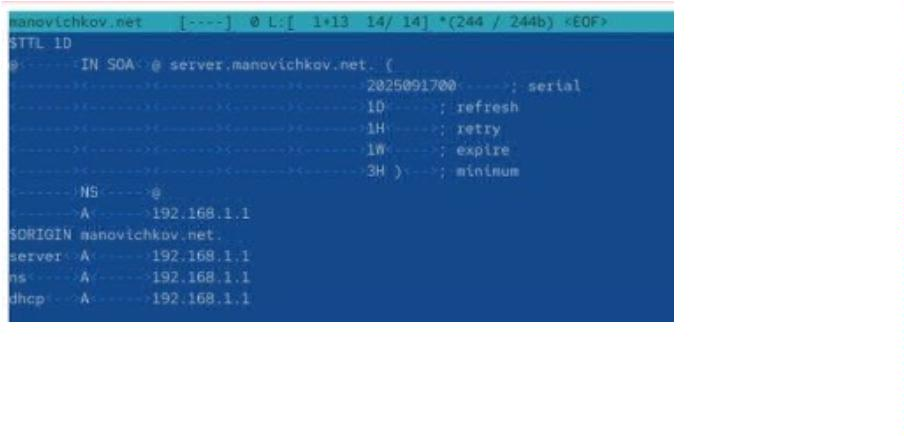 manovichkov.net [----] 0 L:[ 1+13 14/ 14] *(244 / 244b) <EOF>
$TTL 1D
@<------>IN SOA<>@ server.manovichkov.net. (
<------><------><------><------><------>2025091700<----->; serial
<------><------><------><------><------>1D<----->; refresh
<------><------><------><------><------>1H<----->; retry
<------><------><------><------><------>1W<----->; expire
<------><------><------><------><------>3H )<--->; minimum
<------>NS<----->@
<------>A<------>192.168.1.1
$ORIGIN manovichkov.net.
server<>A<------>192.168.1.1
ns<---->A<------>192.168.1.1
dhcp<-->A<------>192.168.1.1